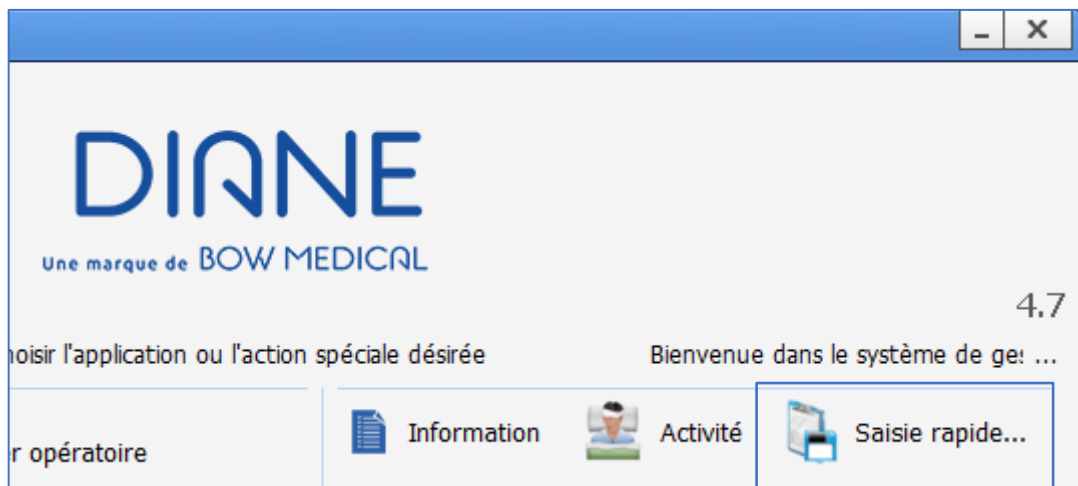 DIANE
Une marque de BOW MEDICAL
4.7
hoisir l'application ou l'action spéciale désirée
Bienvenue dans le système de ges ...
Information
Activité
Saisie rapide...
r opératoire